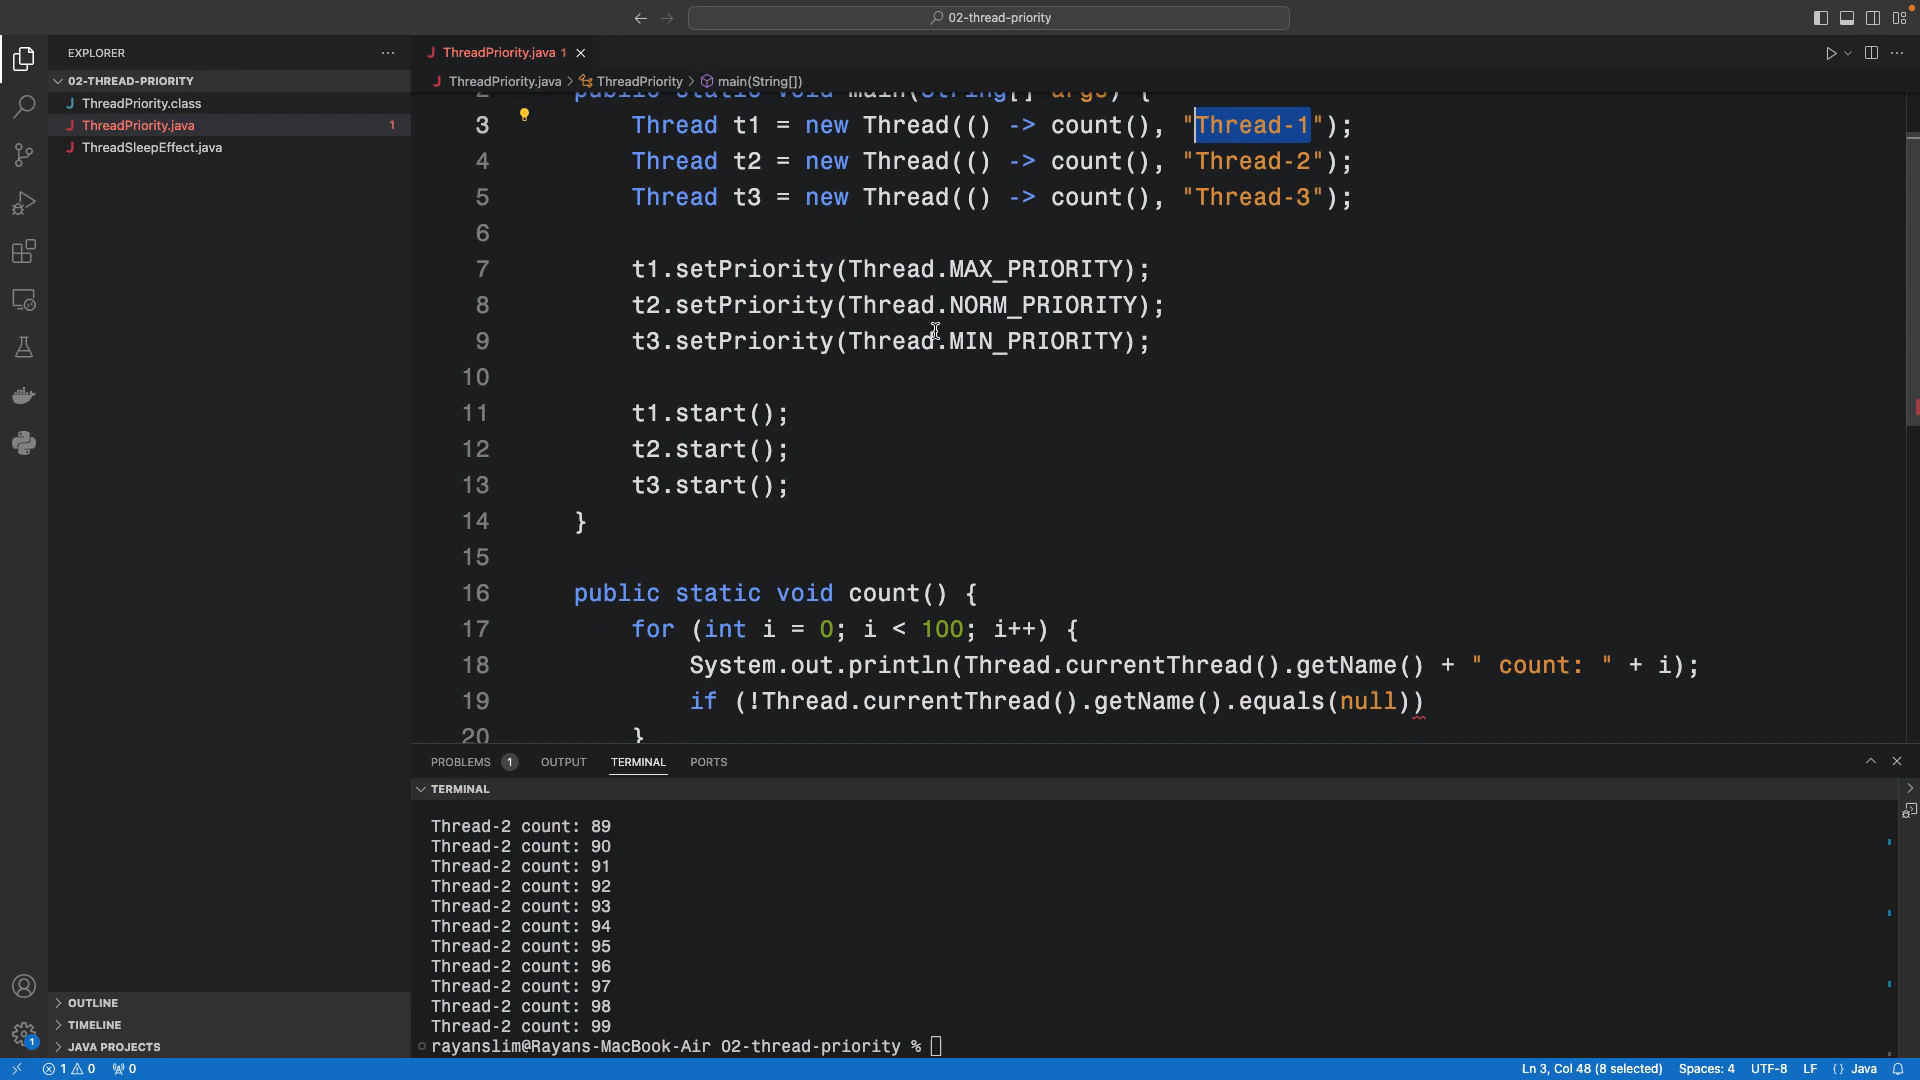 02-thread-priority
EXPLORER
02-THREAD-PRIORITY
ThreadPriority.class
ThreadPriority.java 1
ThreadSleepEffect.java
ThreadPriority.java 1
ThreadPriority.java > ThreadPriority > main(String[])
2 public static void main(String[] args) {
3 Thread t1 = new Thread(() -> count(), "Thread-1");
4 Thread t2 = new Thread(() -> count(), "Thread-2");
5 Thread t3 = new Thread(() -> count(), "Thread-3");
6
7 t1.setPriority(Thread.MAX_PRIORITY);
8 t2.setPriority(Thread.NORM_PRIORITY);
9 t3.setPriority(Thread.MIN_PRIORITY);
10
11 t1.start();
12 t2.start();
13 t3.start();
14 }
15
16 public static void count() {
17 for (int i = 0; i < 100; i++) {
18 System.out.println(Thread.currentThread().getName() + " count: " + i);
19 if (!Thread.currentThread().getName().equals(null))
20 }
PROBLEMS 1 OUTPUT TERMINAL PORTS
TERMINAL
Thread-2 count: 89
Thread-2 count: 90
Thread-2 count: 91
Thread-2 count: 92
Thread-2 count: 93
Thread-2 count: 94
Thread-2 count: 95
Thread-2 count: 96
Thread-2 count: 97
Thread-2 count: 98
Thread-2 count: 99
rayanslim@Rayans-MacBook-Air 02-thread-priority %
OUTLINE
TIMELINE
JAVA PROJECTS
1
1 0 0 Ln 3, Col 48 (8 selected) Spaces: 4 UTF-8 LF {} Java